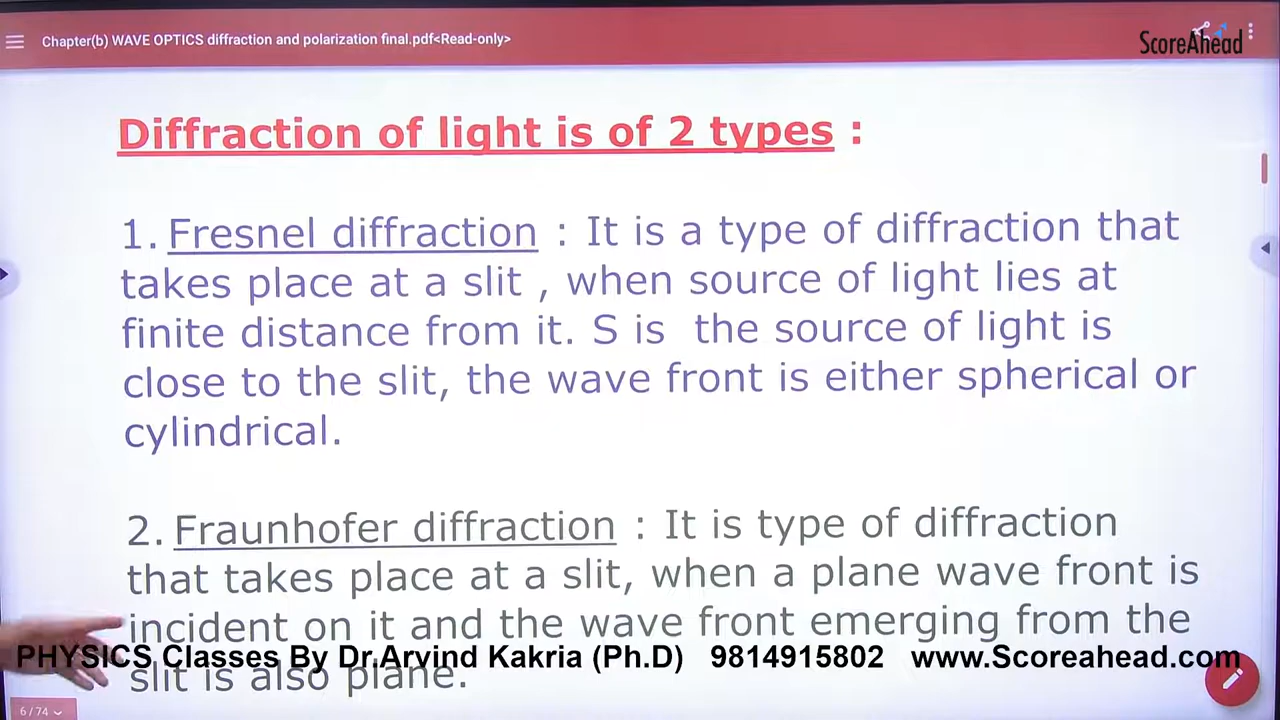 Chapter(b) WAVE OPTICS diffraction and polarization final.pdf<Read-only>
ScoreAhead
Diffraction of light is of 2 types :
1. Fresnel diffraction : It is a type of diffraction that
takes place at a slit , when source of light lies at
finite distance from it. S is the source of light is
close to the slit, the wave front is either spherical or
cylindrical.
2. Fraunhofer diffraction : It is type of diffraction
that takes place at a slit, when a plane wave front is
incident on it and the wave front emerging from the
slit is also plane.
PHYSICS Classes By Dr.Arvind Kakria (Ph.D) 9814915802 www.Scoreahead.com
6 / 74